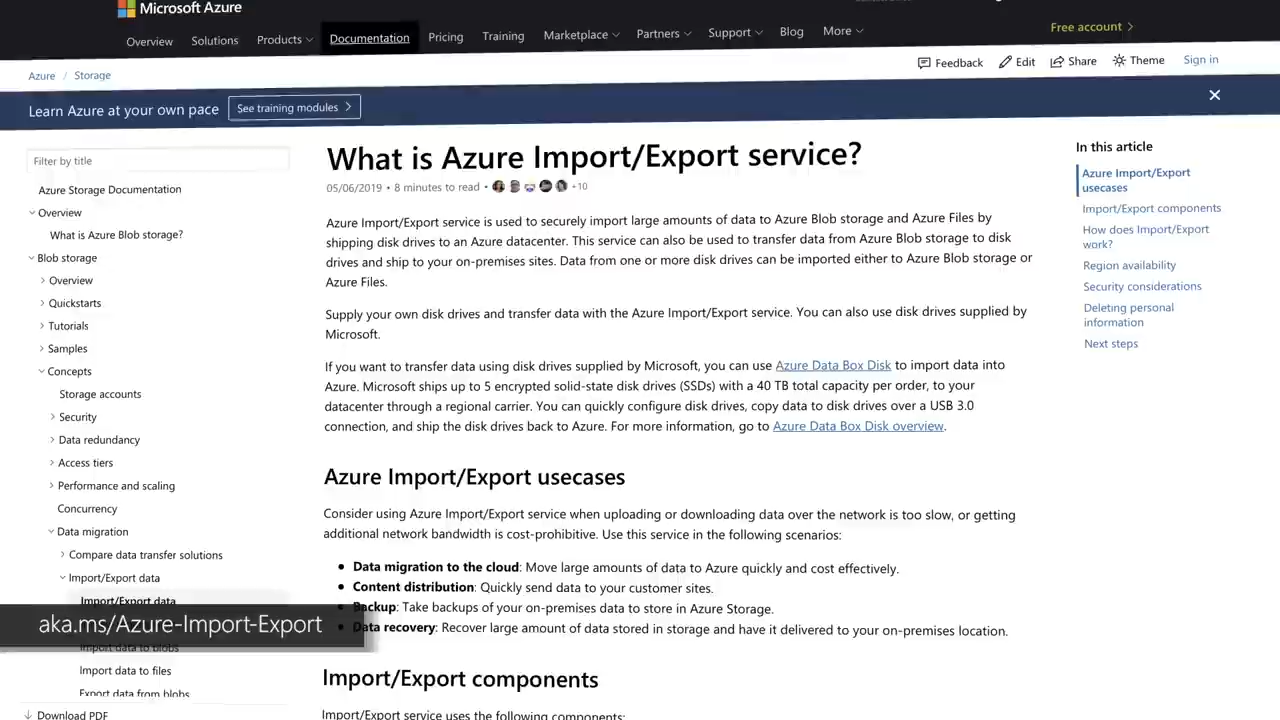 Microsoft Azure
Overview Solutions Products Documentation Pricing Training Marketplace Partners Support Blog More Free account >
Azure / Storage
Feedback Edit Share Theme Sign in
Learn Azure at your own pace See training modules >
Filter by title
Azure Storage Documentation
Overview
What is Azure Blob storage?
Blob storage
Overview
Quickstarts
Tutorials
Samples
Concepts
Storage accounts
Security
Data redundancy
Access tiers
Performance and scaling
Concurrency
Data migration
Compare data transfer solutions
Import/Export data
Import/Export data
aka.ms/Azure-Import-Export
Import data to blobs
Import data to files
Export data from blobs
Download PDF
What is Azure Import/Export service?
05/06/2019 • 8 minutes to read • +10
Azure Import/Export service is used to securely import large amounts of data to Azure Blob storage and Azure Files by
shipping disk drives to an Azure datacenter. This service can also be used to transfer data from Azure Blob storage to disk
drives and ship to your on-premises sites. Data from one or more disk drives can be imported either to Azure Blob storage or
Azure Files.
Supply your own disk drives and transfer data with the Azure Import/Export service. You can also use disk drives supplied by
Microsoft.
If you want to transfer data using disk drives supplied by Microsoft, you can use Azure Data Box Disk to import data into
Azure. Microsoft ships up to 5 encrypted solid-state disk drives (SSDs) with a 40 TB total capacity per order, to your
datacenter through a regional carrier. You can quickly configure disk drives, copy data to disk drives over a USB 3.0
connection, and ship the disk drives back to Azure. For more information, go to Azure Data Box Disk overview.
Azure Import/Export usecases
Consider using Azure Import/Export service when uploading or downloading data over the network is too slow, or getting
additional network bandwidth is cost-prohibitive. Use this service in the following scenarios:
• Data migration to the cloud: Move large amounts of data to Azure quickly and cost effectively.
• Content distribution: Quickly send data to your customer sites.
• Backup: Take backups of your on-premises data to store in Azure Storage.
• Data recovery: Recover large amount of data stored in storage and have it delivered to your on-premises location.
Import/Export components
Import/Export service uses the following components:
In this article
Azure Import/Export
usecases
Import/Export components
How does Import/Export
work?
Region availability
Security considerations
Deleting personal
information
Next steps